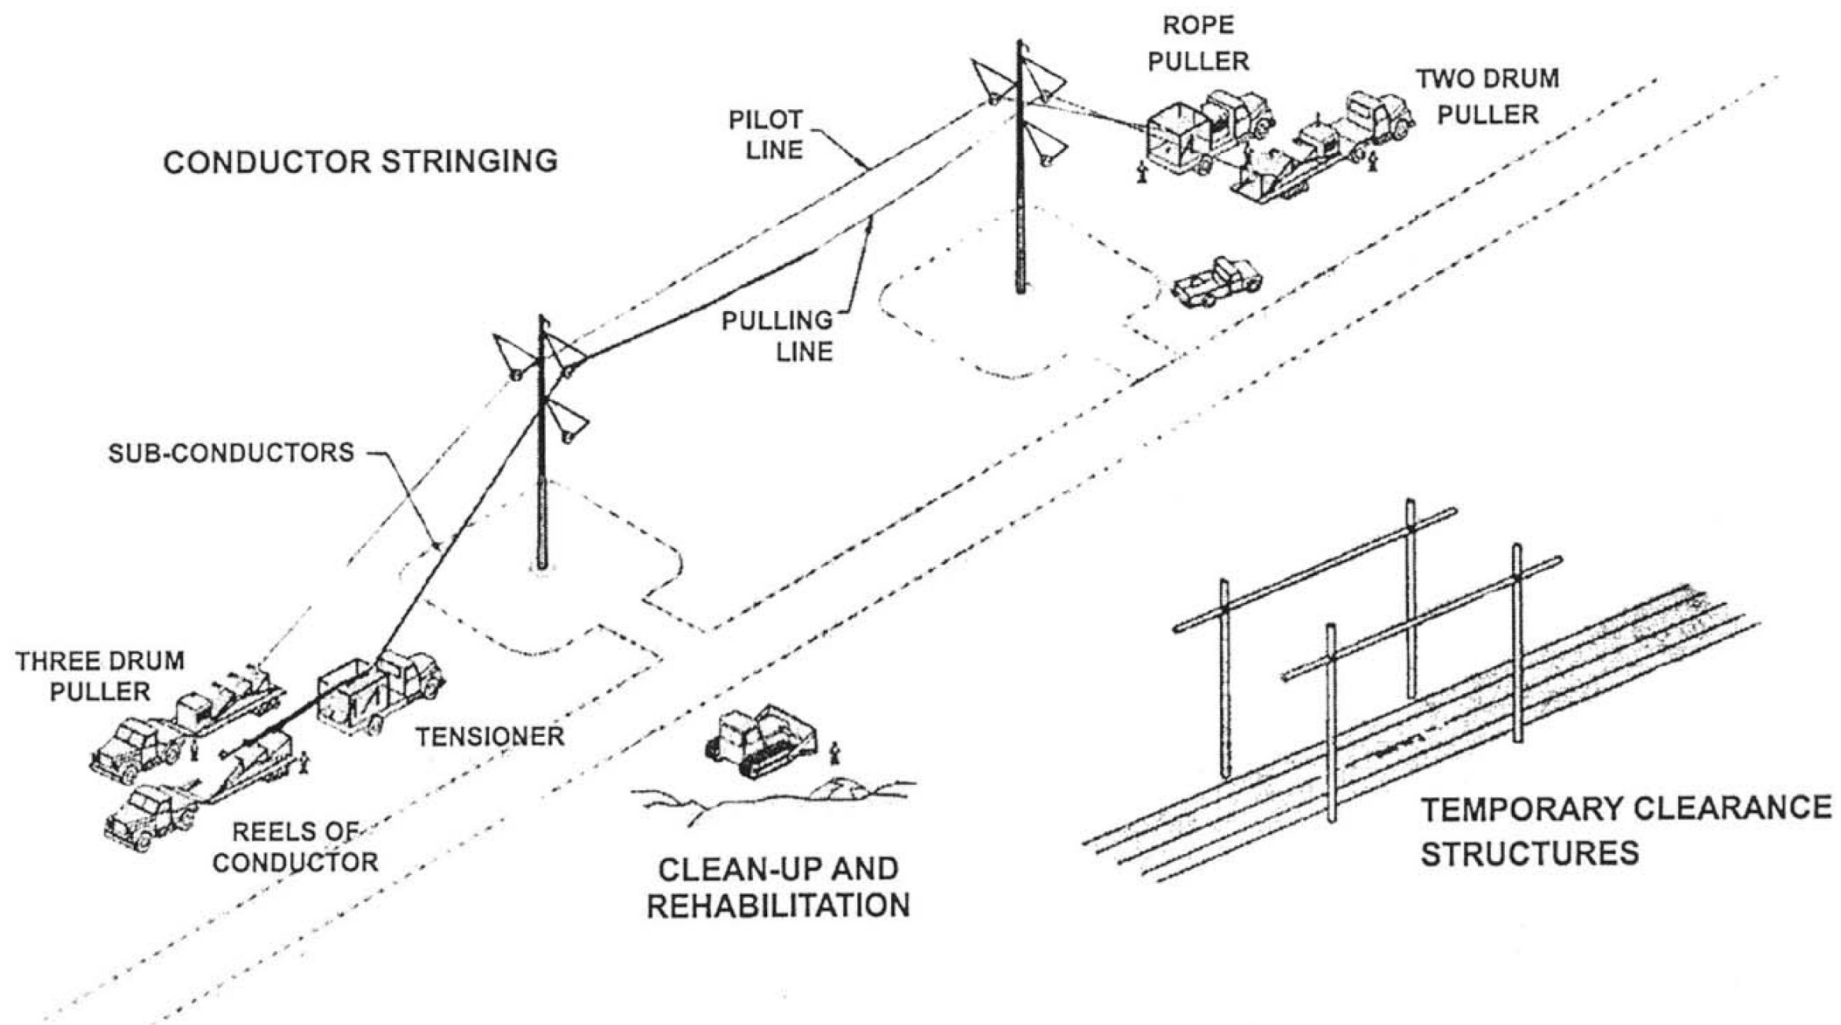 ROPE
PULLER
TWO DRUM
PULLER
PILOT
LINE
CONDUCTOR STRINGING
PULLING
LINE
SUB-CONDUCTORS
THREE DRUM
PULLER
TENSIONER
REELS OF
CONDUCTOR
CLEAN-UP AND
REHABILITATION
TEMPORARY CLEARANCE
STRUCTURES